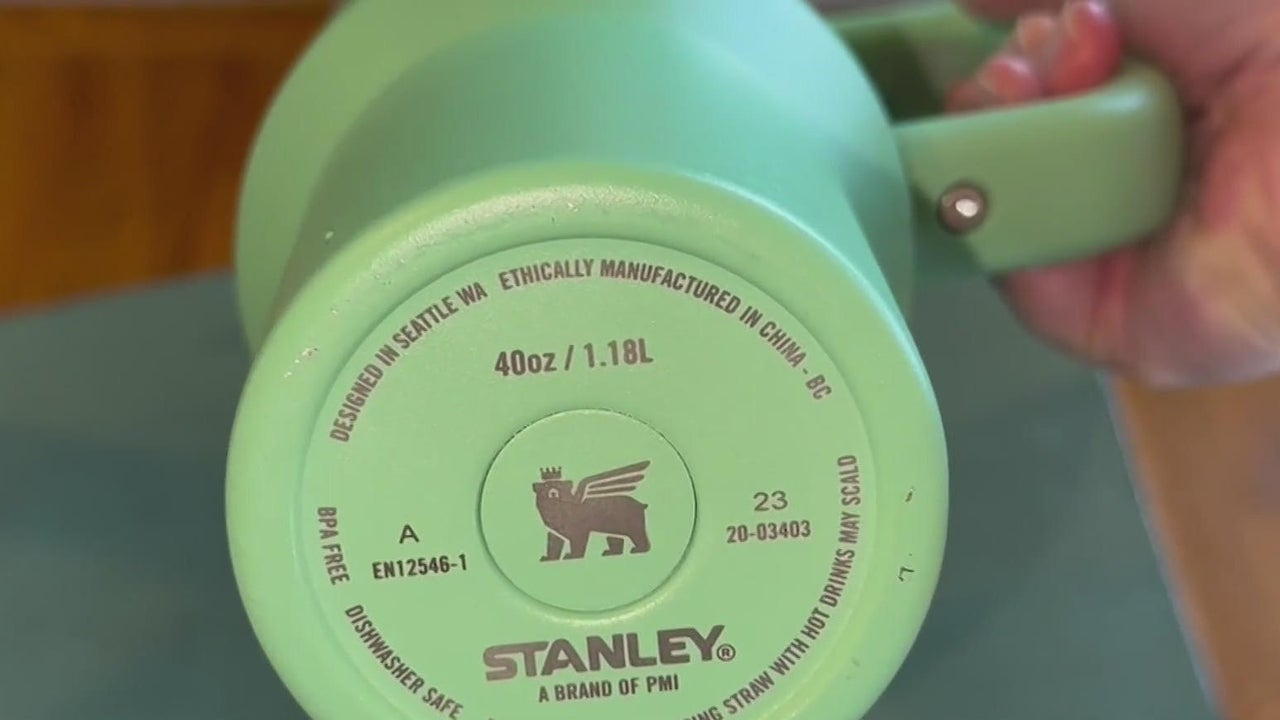 DESIGNED IN SEATTLE WA ETHICALLY MANUFACTURED IN CHINA - BC
40oz / 1.18L
BPA FREE
A
EN12546-1
23
20-03403
DISHWASHER SAFE
STRAW WITH HOT DRINKS MAY SCALD
STANLEY®
A BRAND OF PMI